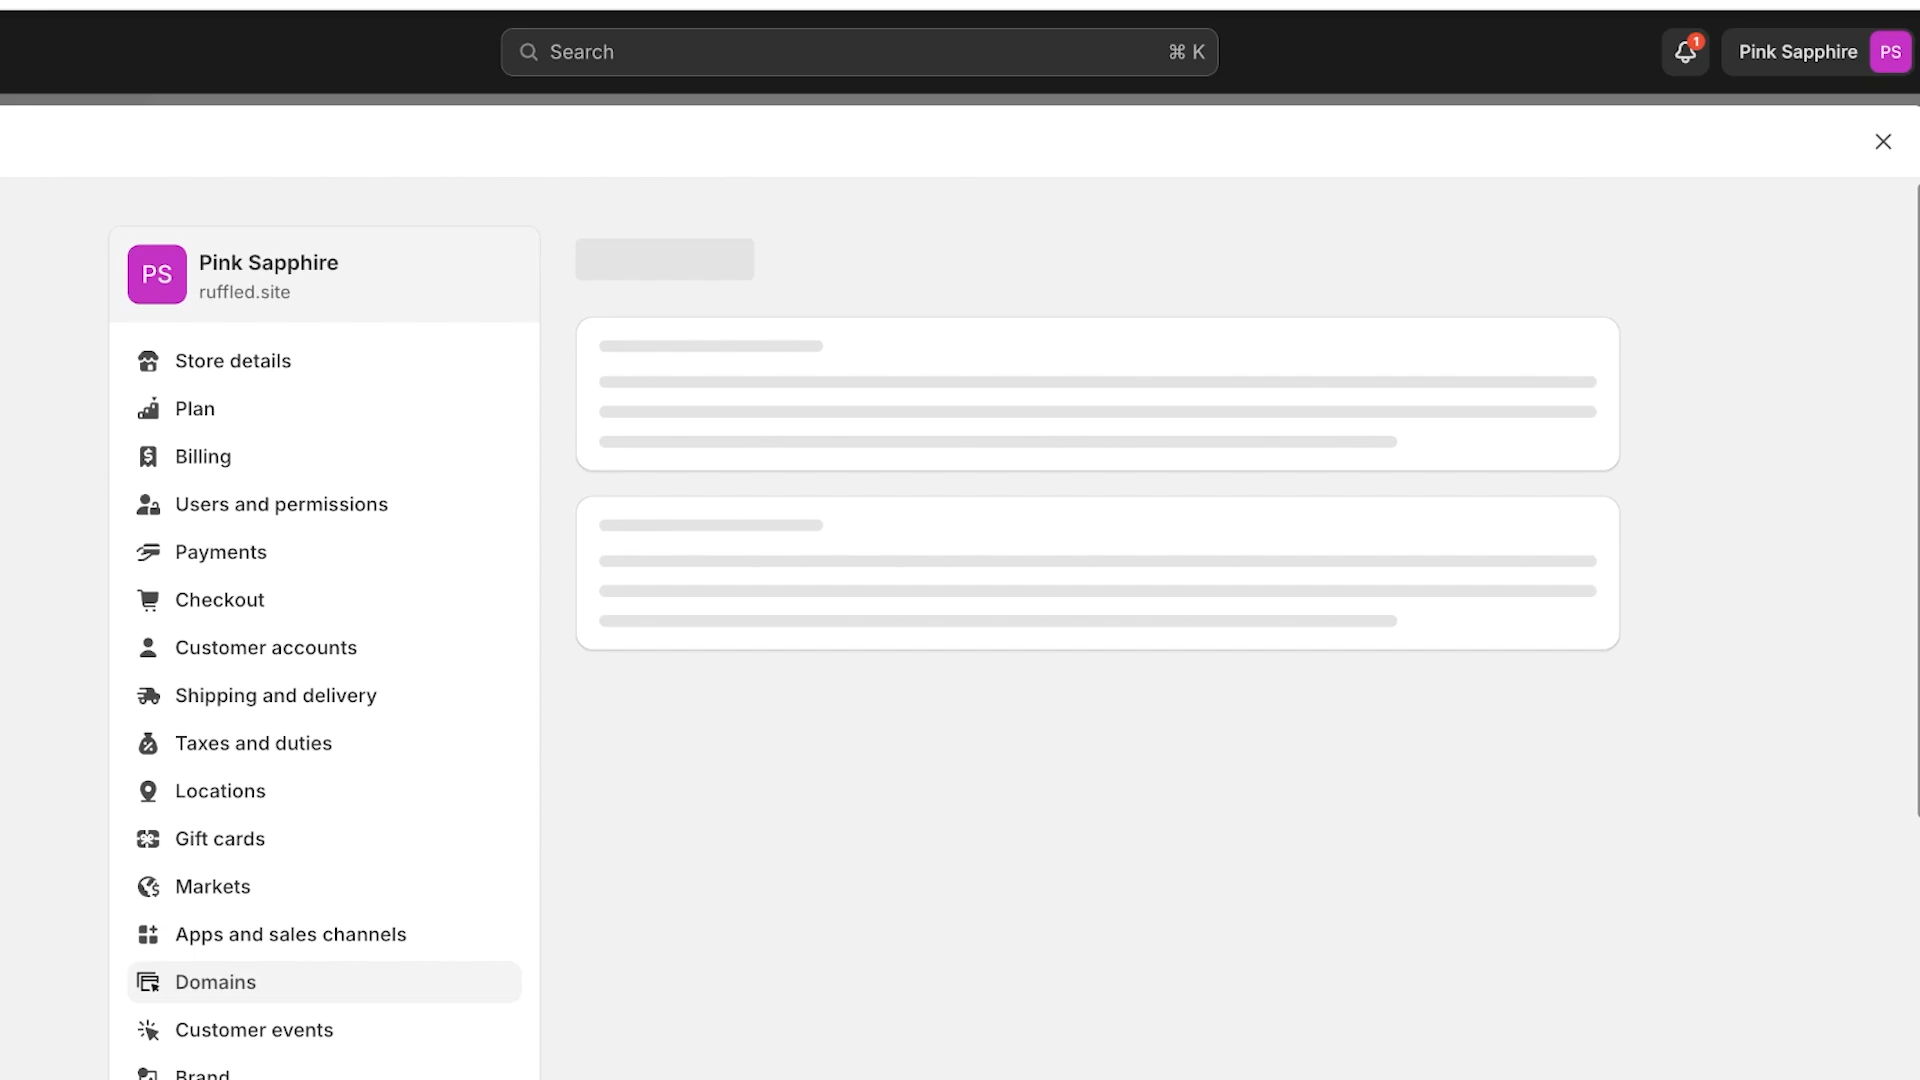 Search
⌘ K
1
Pink Sapphire
PS
PS
Pink Sapphire
ruffled.site
Store details
Plan
Billing
Users and permissions
Payments
Checkout
Customer accounts
Shipping and delivery
Taxes and duties
Locations
Gift cards
Markets
Apps and sales channels
Domains
Customer events
Brand